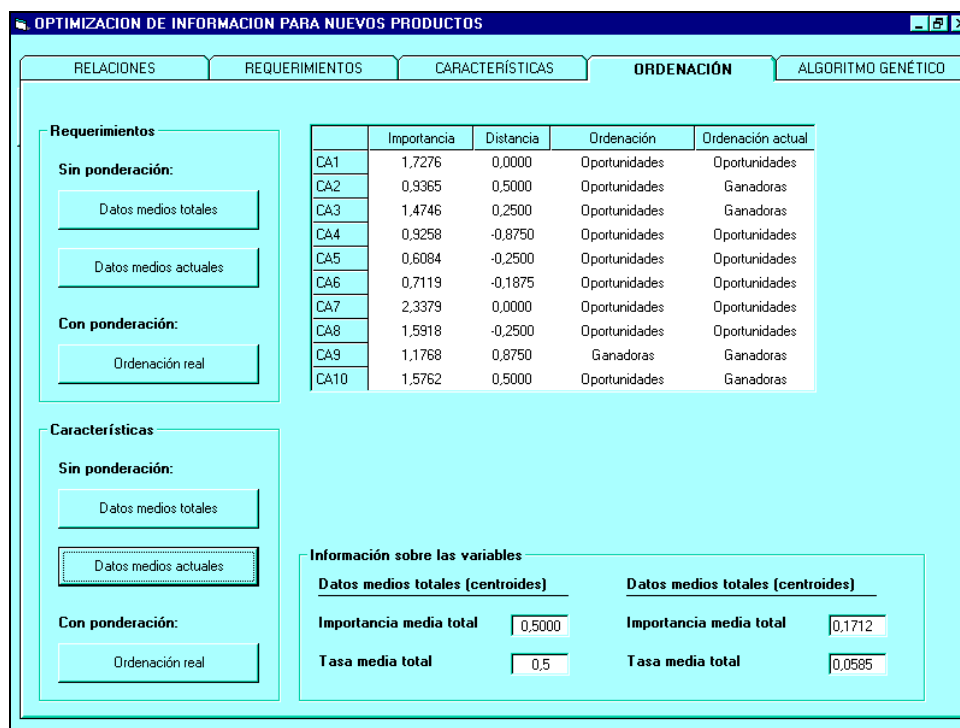 OPTIMIZACION DE INFORMACION PARA NUEVOS PRODUCTOS
RELACIONES REQUERIMIENTOS CARACTERÍSTICAS ORDENACIÓN ALGORITMO GENÉTICO
Requerimientos
Sin ponderación:
Datos medios totales
Datos medios actuales
Con ponderación:
Ordenación real
Características
Sin ponderación:
Datos medios totales
Datos medios actuales
Con ponderación:
Ordenación real
Importancia Distancia Ordenación Ordenación actual
CA1 1,7276 0,0000 Oportunidades Oportunidades
CA2 0,9365 0,5000 Oportunidades Ganadoras
CA3 1,4746 0,2500 Oportunidades Ganadoras
CA4 0,9258 -0,8750 Oportunidades Oportunidades
CA5 0,6084 -0,2500 Oportunidades Oportunidades
CA6 0,7119 -0,1875 Oportunidades Oportunidades
CA7 2,3379 0,0000 Oportunidades Oportunidades
CA8 1,5918 -0,2500 Oportunidades Oportunidades
CA9 1,1768 0,8750 Ganadoras Ganadoras
CA10 1,5762 0,5000 Oportunidades Ganadoras
Información sobre las variables
Datos medios totales (centroides) Datos medios totales (centroides)
Importancia media total 0,5000 Importancia media total 0,1712
Tasa media total 0,5 Tasa media total 0,0585